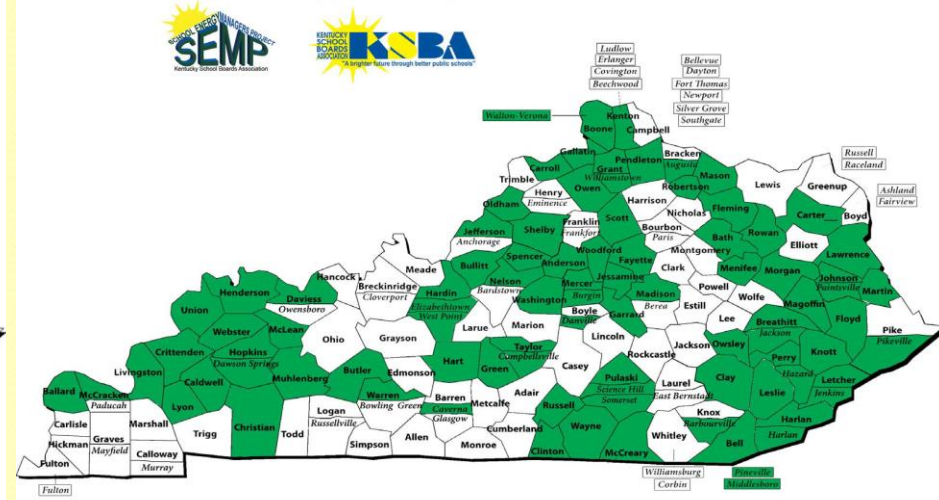 SCHOOL ENERGY MANAGERS PROJECT
SEMP
Kentucky School Boards Association
KENTUCKY
SCHOOL
BOARDS
ASSOCIATION
KSBA
"A brighter future through better public schools"
Ludlow
Erlanger
Covington
Beechwood
Bellevue
Dayton
Fort Thomas
Newport
Silver Grove
Southgate
Walton-Verona
Kenton
Boone
Campbell
Russell
Raceland
Ashland
Fairview
Gallatin
Pendleton
Bracken
Augusta
Carroll
Grant
Williamstown
Trimble
Owen
Robertson
Mason
Lewis
Greenup
Henry
Eminence
Harrison
Oldham
Nicholas
Fleming
Carter
Boyd
Franklin
Frankfort
Scott
Bourbon
Paris
Bath
Rowan
Elliott
Jefferson
Anchorage
Shelby
Woodford
Montgomery
Lawrence
Spencer
Anderson
Fayette
Clark
Menifee
Morgan
Johnson
Paintsville
Martin
Bullitt
Meade
Hancock
Breckinridge
Cloverport
Hardin
Elizabethtown
West Point
Nelson
Bardstown
Mercer
Burgin
Jessamine
Powell
Wolfe
Magoffin
Henderson
Daviess
Owensboro
Union
Washington
Madison
Berea
Estill
Lee
Breathitt
Jackson
Floyd
Boyle
Danville
Garrard
Pike
Pikeville
Webster
McLean
Ohio
Grayson
Larue
Marion
Lincoln
Jackson
Owsley
Perry
Hazard
Knott
Crittenden
Hopkins
Dawson Springs
Taylor
Campbellsville
Casey
Rockcastle
Livingston
Caldwell
Muhlenberg
Butler
Edmonson
Hart
Green
Pulaski
Science Hill
Somerset
Laurel
East Bernstadt
Clay
Leslie
Letcher
Jenkins
Ballard
McCracken
Paducah
Lyon
Warren
Bowling Green
Barren
Caverna
Glasgow
Metcalfe
Adair
Russell
Wayne
Knox
Barbourville
Harlan
Harlan
Carlisle
Marshall
Christian
Logan
Russellville
Hickman
Graves
Mayfield
Trigg
Todd
Simpson
Allen
Monroe
Cumberland
Clinton
McCreary
Whitley
Bell
Fulton
Calloway
Murray
Fulton
Williamsburg
Corbin
Pineville
Middlesboro